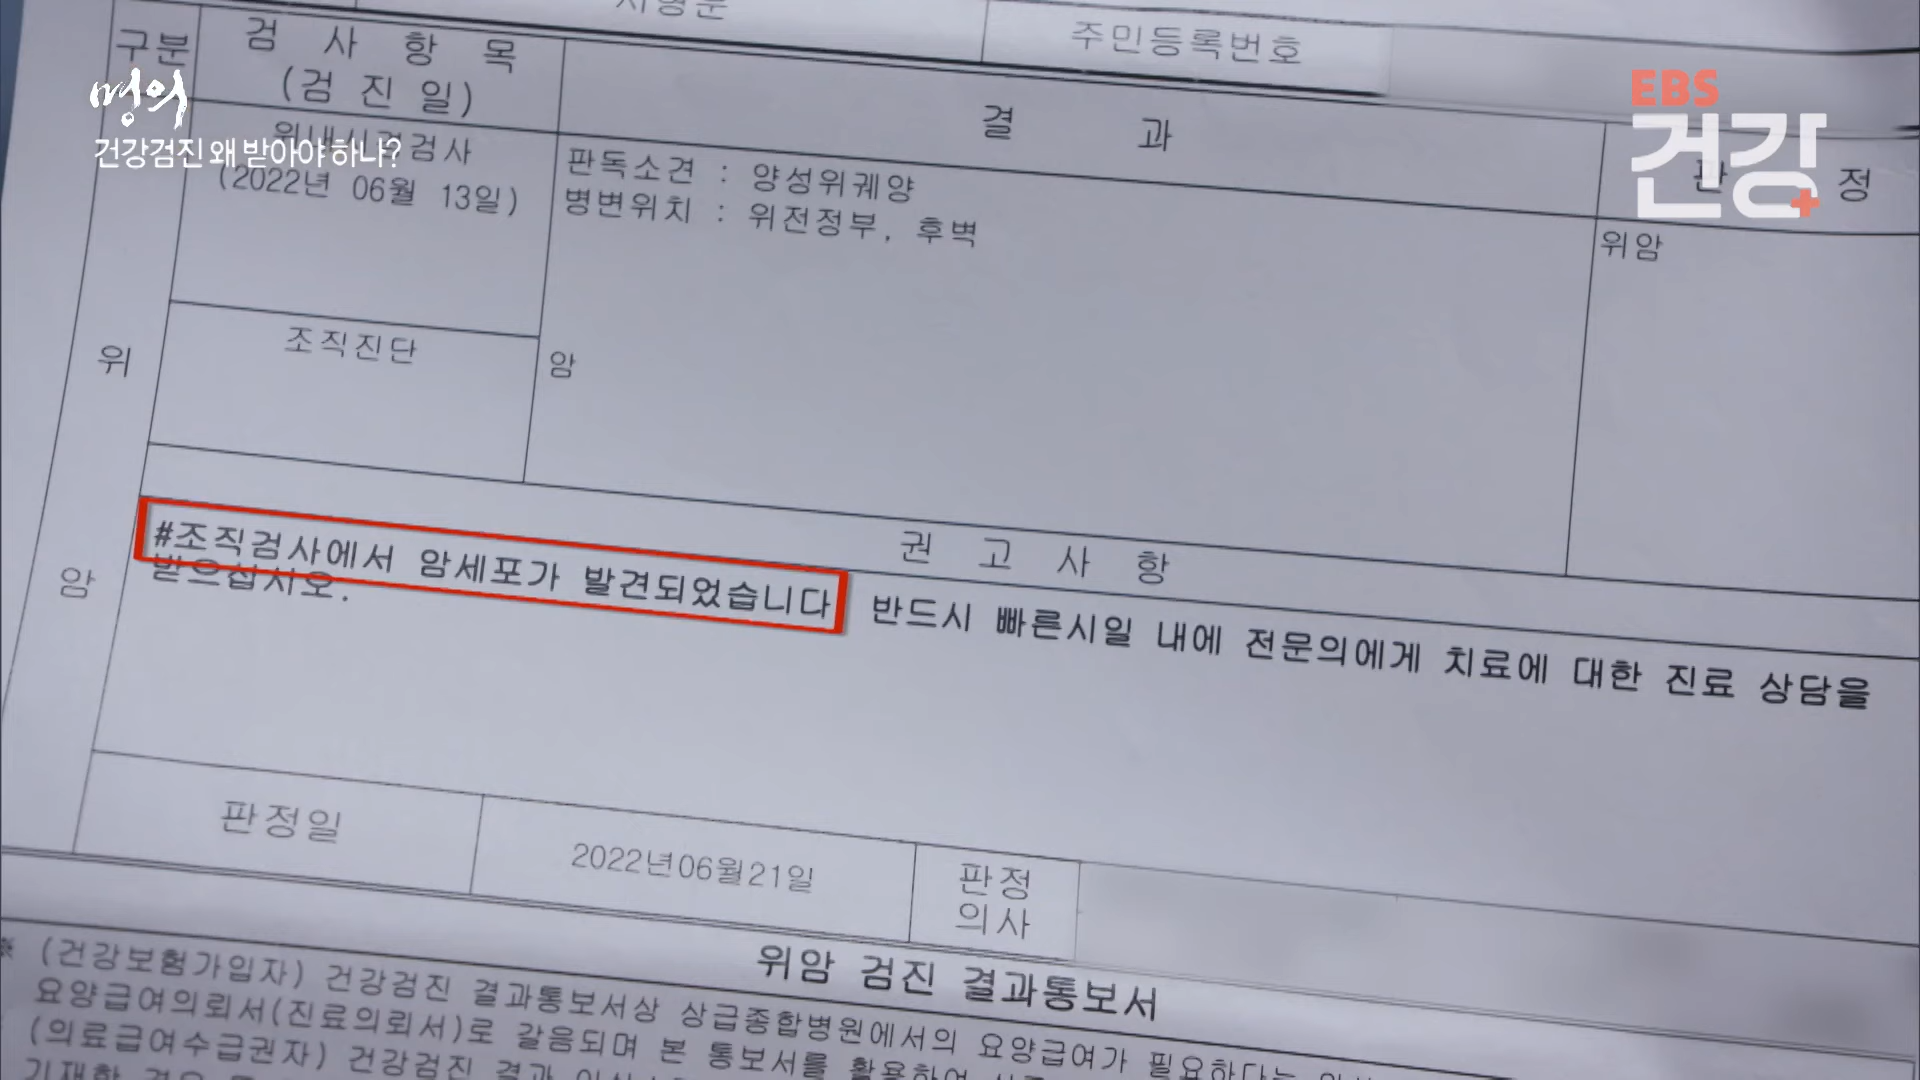 주민등록번호
구분
검 사 항 목
(검 진 일)
결 과
정
명의
건강검진 왜 받아야 하나?
EBS
건강
위내시경검사
(2022년 06월 13일)
판독소견 : 양성위궤양
병변위치 : 위전정부, 후벽
위암
조직진단
암
위
암
권 고 사 항
#조직검사에서 암세포가 발견되었습니다 반드시 빠른시일 내에 전문의에게 치료에 대한 진료 상담을
받으십시오.
판정일
2022년06월21일
판정
의사
위암 검진 결과통보서
※ (건강보험가입자) 건강검진 결과통보서상 상급종합병원에서의 요양급여가 필요하다는
요양급여의뢰서(진료의뢰서)로 갈음되며 본 통보서를 활용하여
(의료급여수급권자) 건강검진 결과